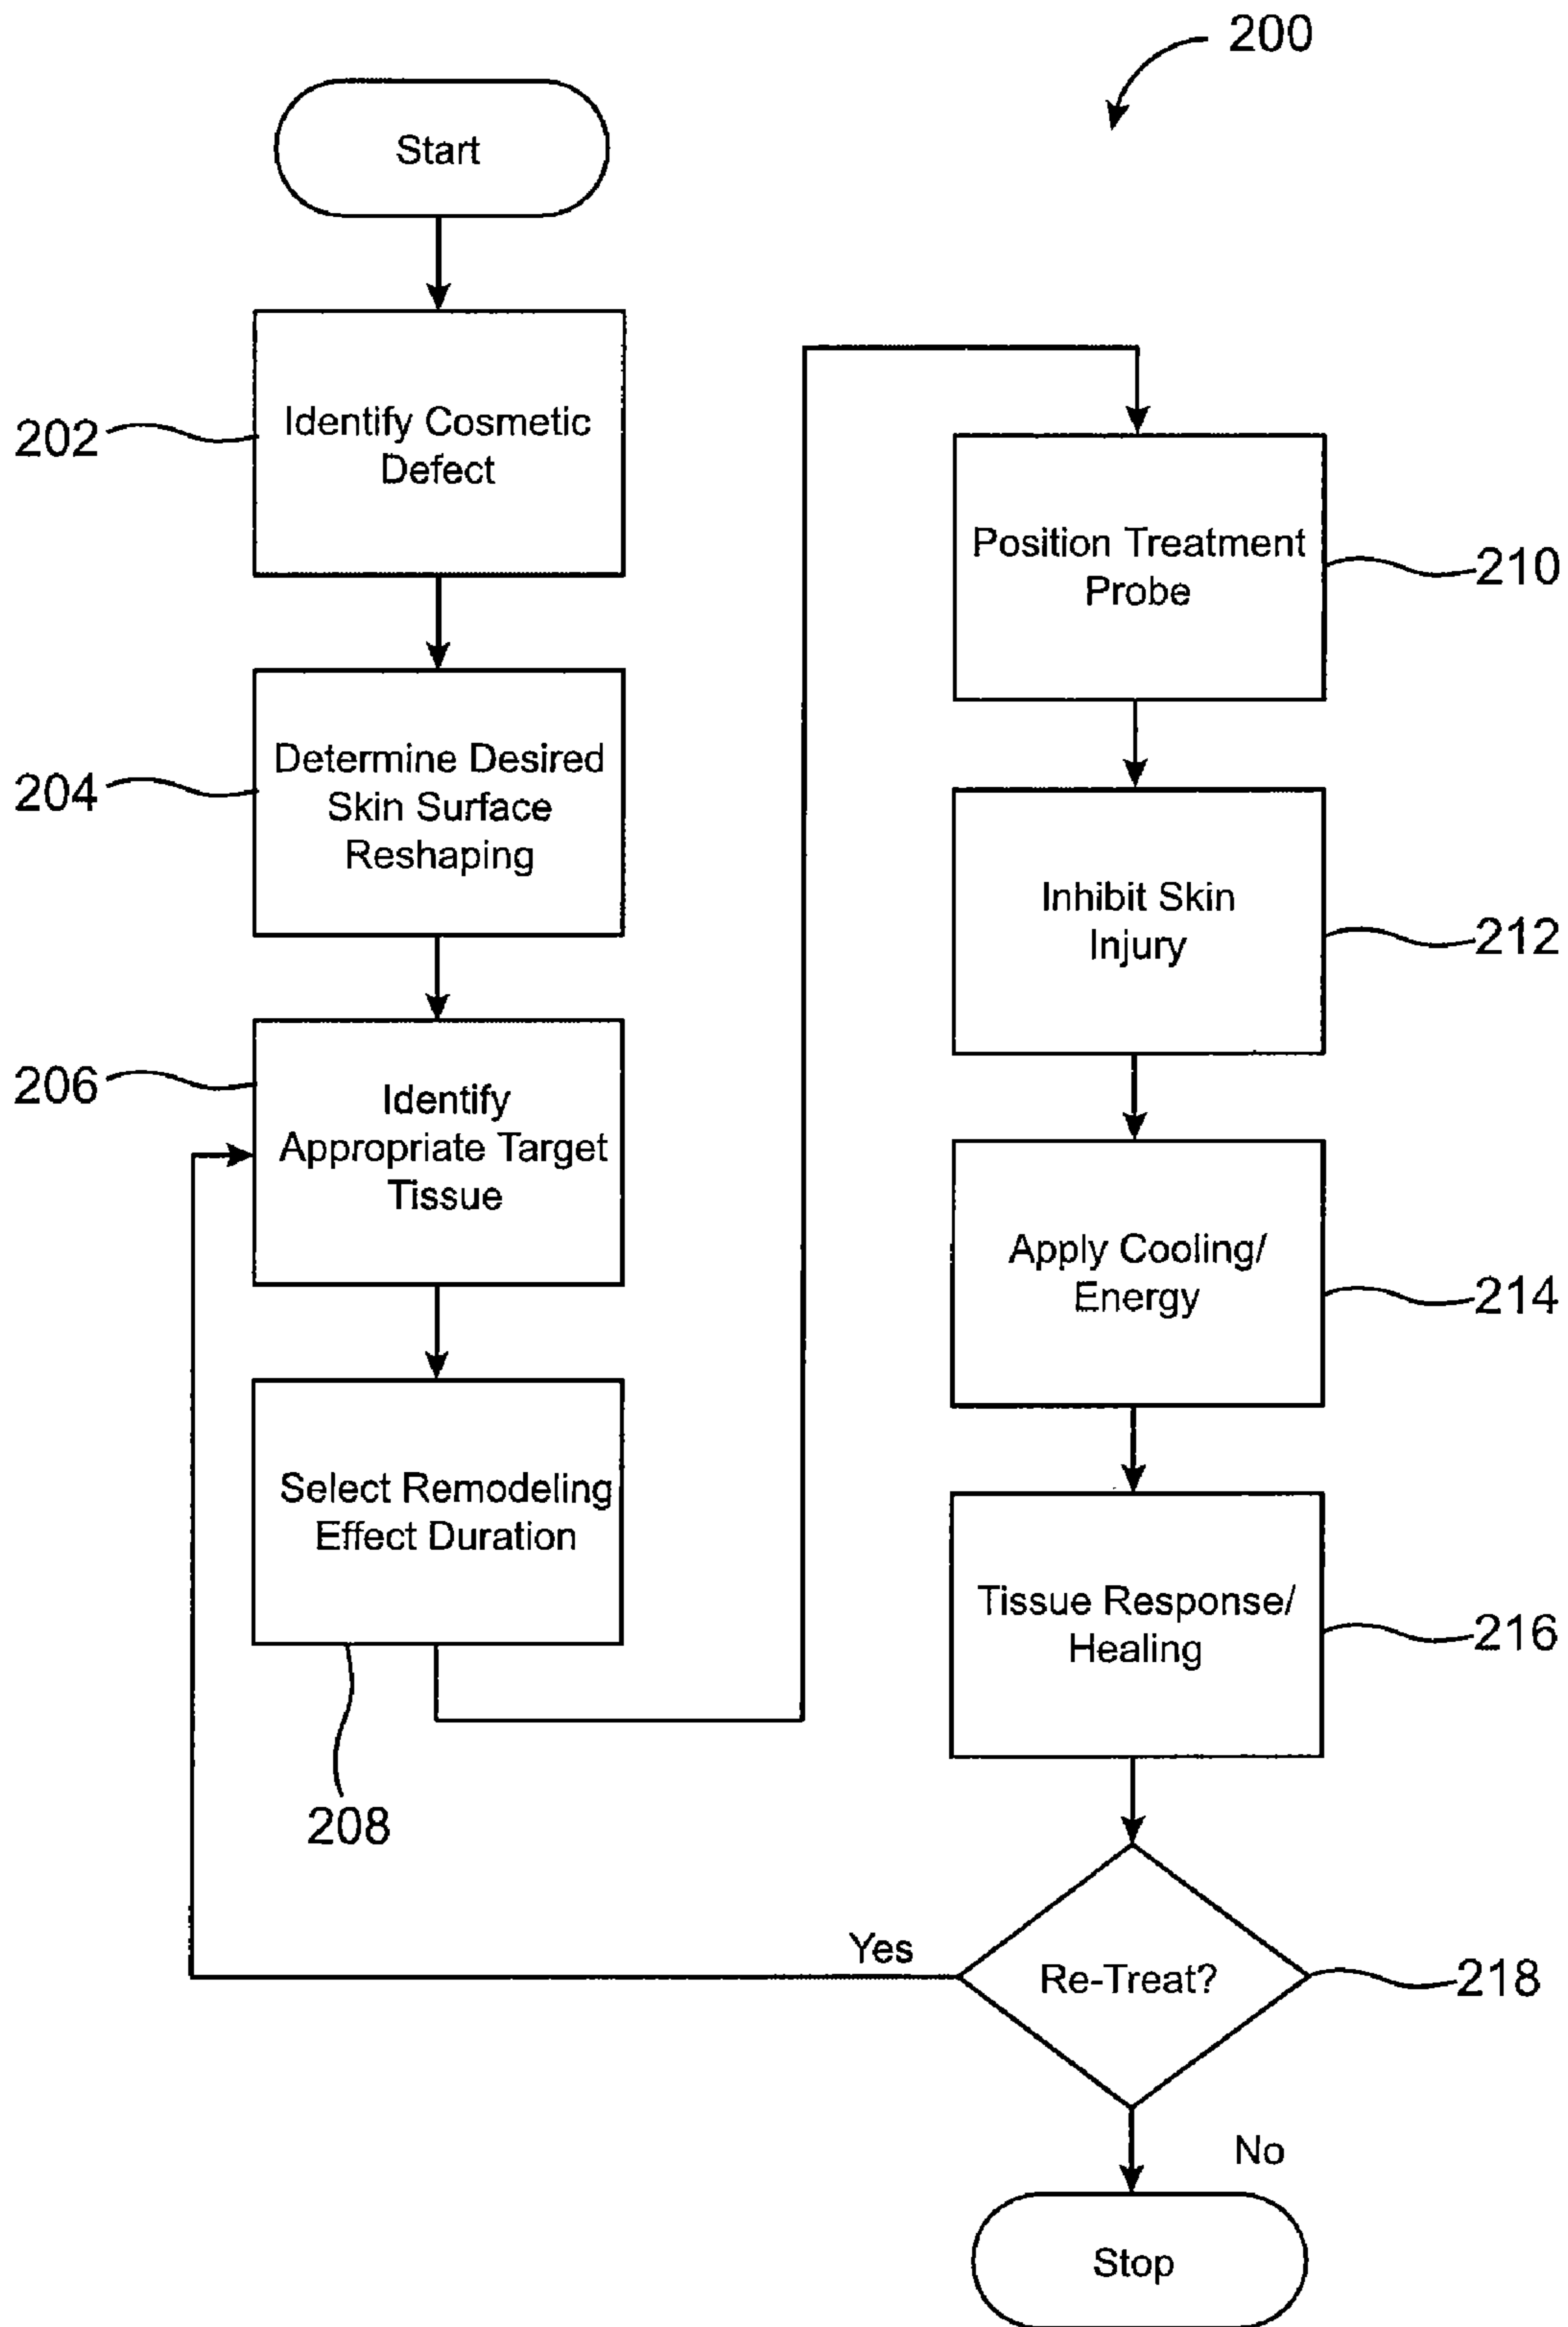 200
Start
202
Identify Cosmetic
Defect
204
Determine Desired
Skin Surface
Reshaping
206
Identify
Appropriate Target
Tissue
Select Remodeling
Effect Duration
208
Position Treatment
Probe
210
Inhibit Skin
Injury
212
Apply Cooling/
Energy
214
Tissue Response/
Healing
216
Yes
Re-Treat?
218
No
Stop